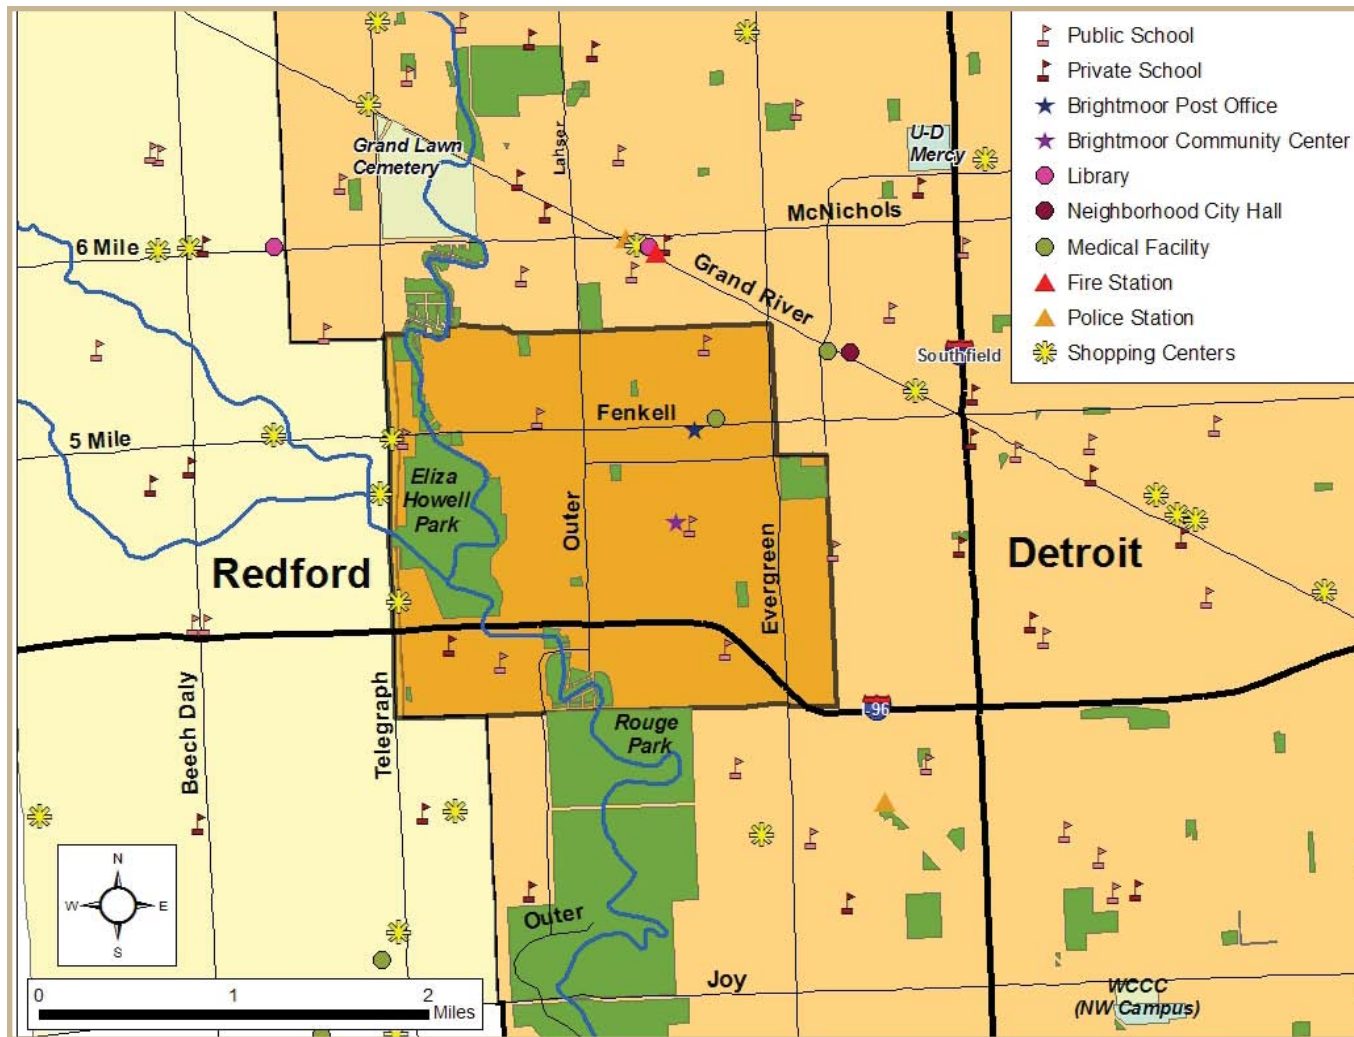 Public School
Private School
Brightmoor Post Office
Brightmoor Community Center
Library
Neighborhood City Hall
Medical Facility
Fire Station
Police Station
Shopping Centers
Lahser
U-D
Mercy
Grand Lawn
Cemetery
McNichols
6 Mile
Grand River
Southfield
Fenkell
5 Mile
Eliza
Howell
Park
Outer
Evergreen
Redford
Detroit
Beech Daly
Telegraph
I-96
Rouge
Park
N
W
E
S
Outer
Joy
WCCC
(NW Campus)
0 1 2
Miles